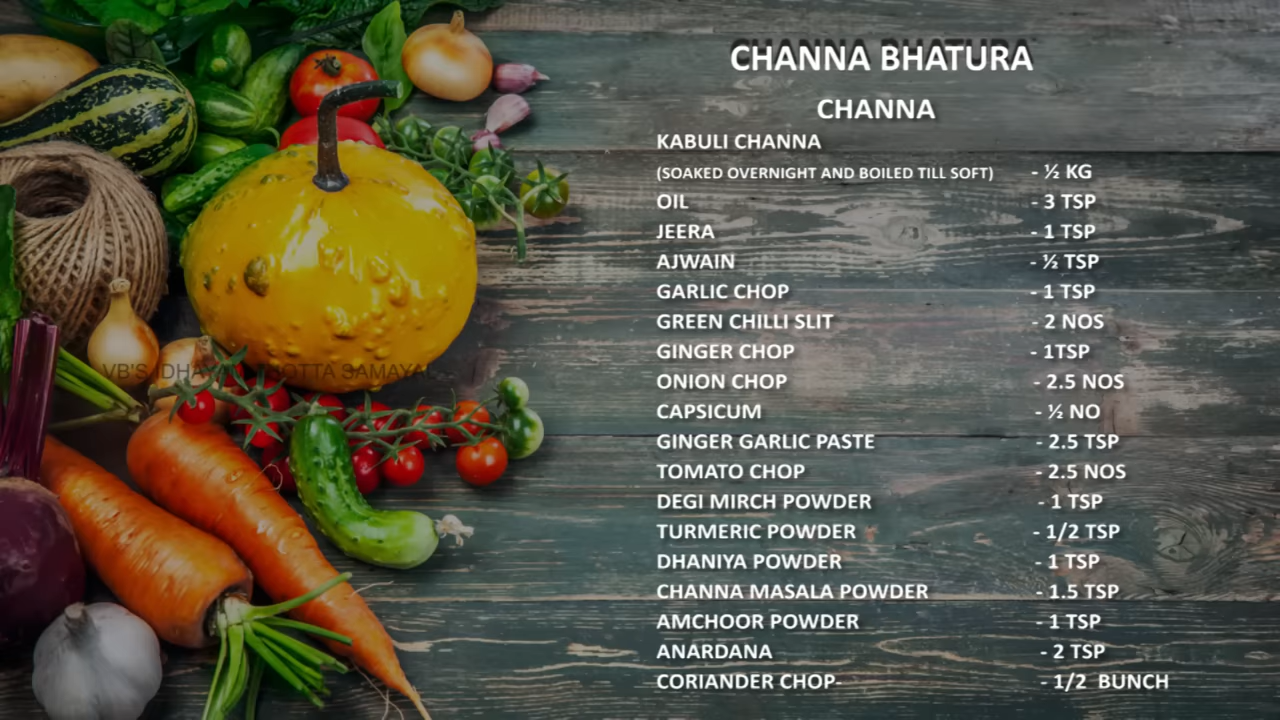 CHANNA BHATURA
CHANNA
KABULI CHANNA
(SOAKED OVERNIGHT AND BOILED TILL SOFT) - ½ KG
OIL - 3 TSP
JEERA - 1 TSP
AJWAIN - ½ TSP
GARLIC CHOP - 1 TSP
GREEN CHILLI SLIT - 2 NOS
GINGER CHOP - 1TSP
ONION CHOP - 2.5 NOS
CAPSICUM - ½ NO
GINGER GARLIC PASTE - 2.5 TSP
TOMATO CHOP - 2.5 NOS
DEGI MIRCH POWDER - 1 TSP
TURMERIC POWDER - 1/2 TSP
DHANIYA POWDER - 1 TSP
CHANNA MASALA POWDER - 1.5 TSP
AMCHOOR POWDER - 1 TSP
ANARDANA - 2 TSP
CORIANDER CHOP- - 1/2 BUNCH
VB'S SAMAYAL